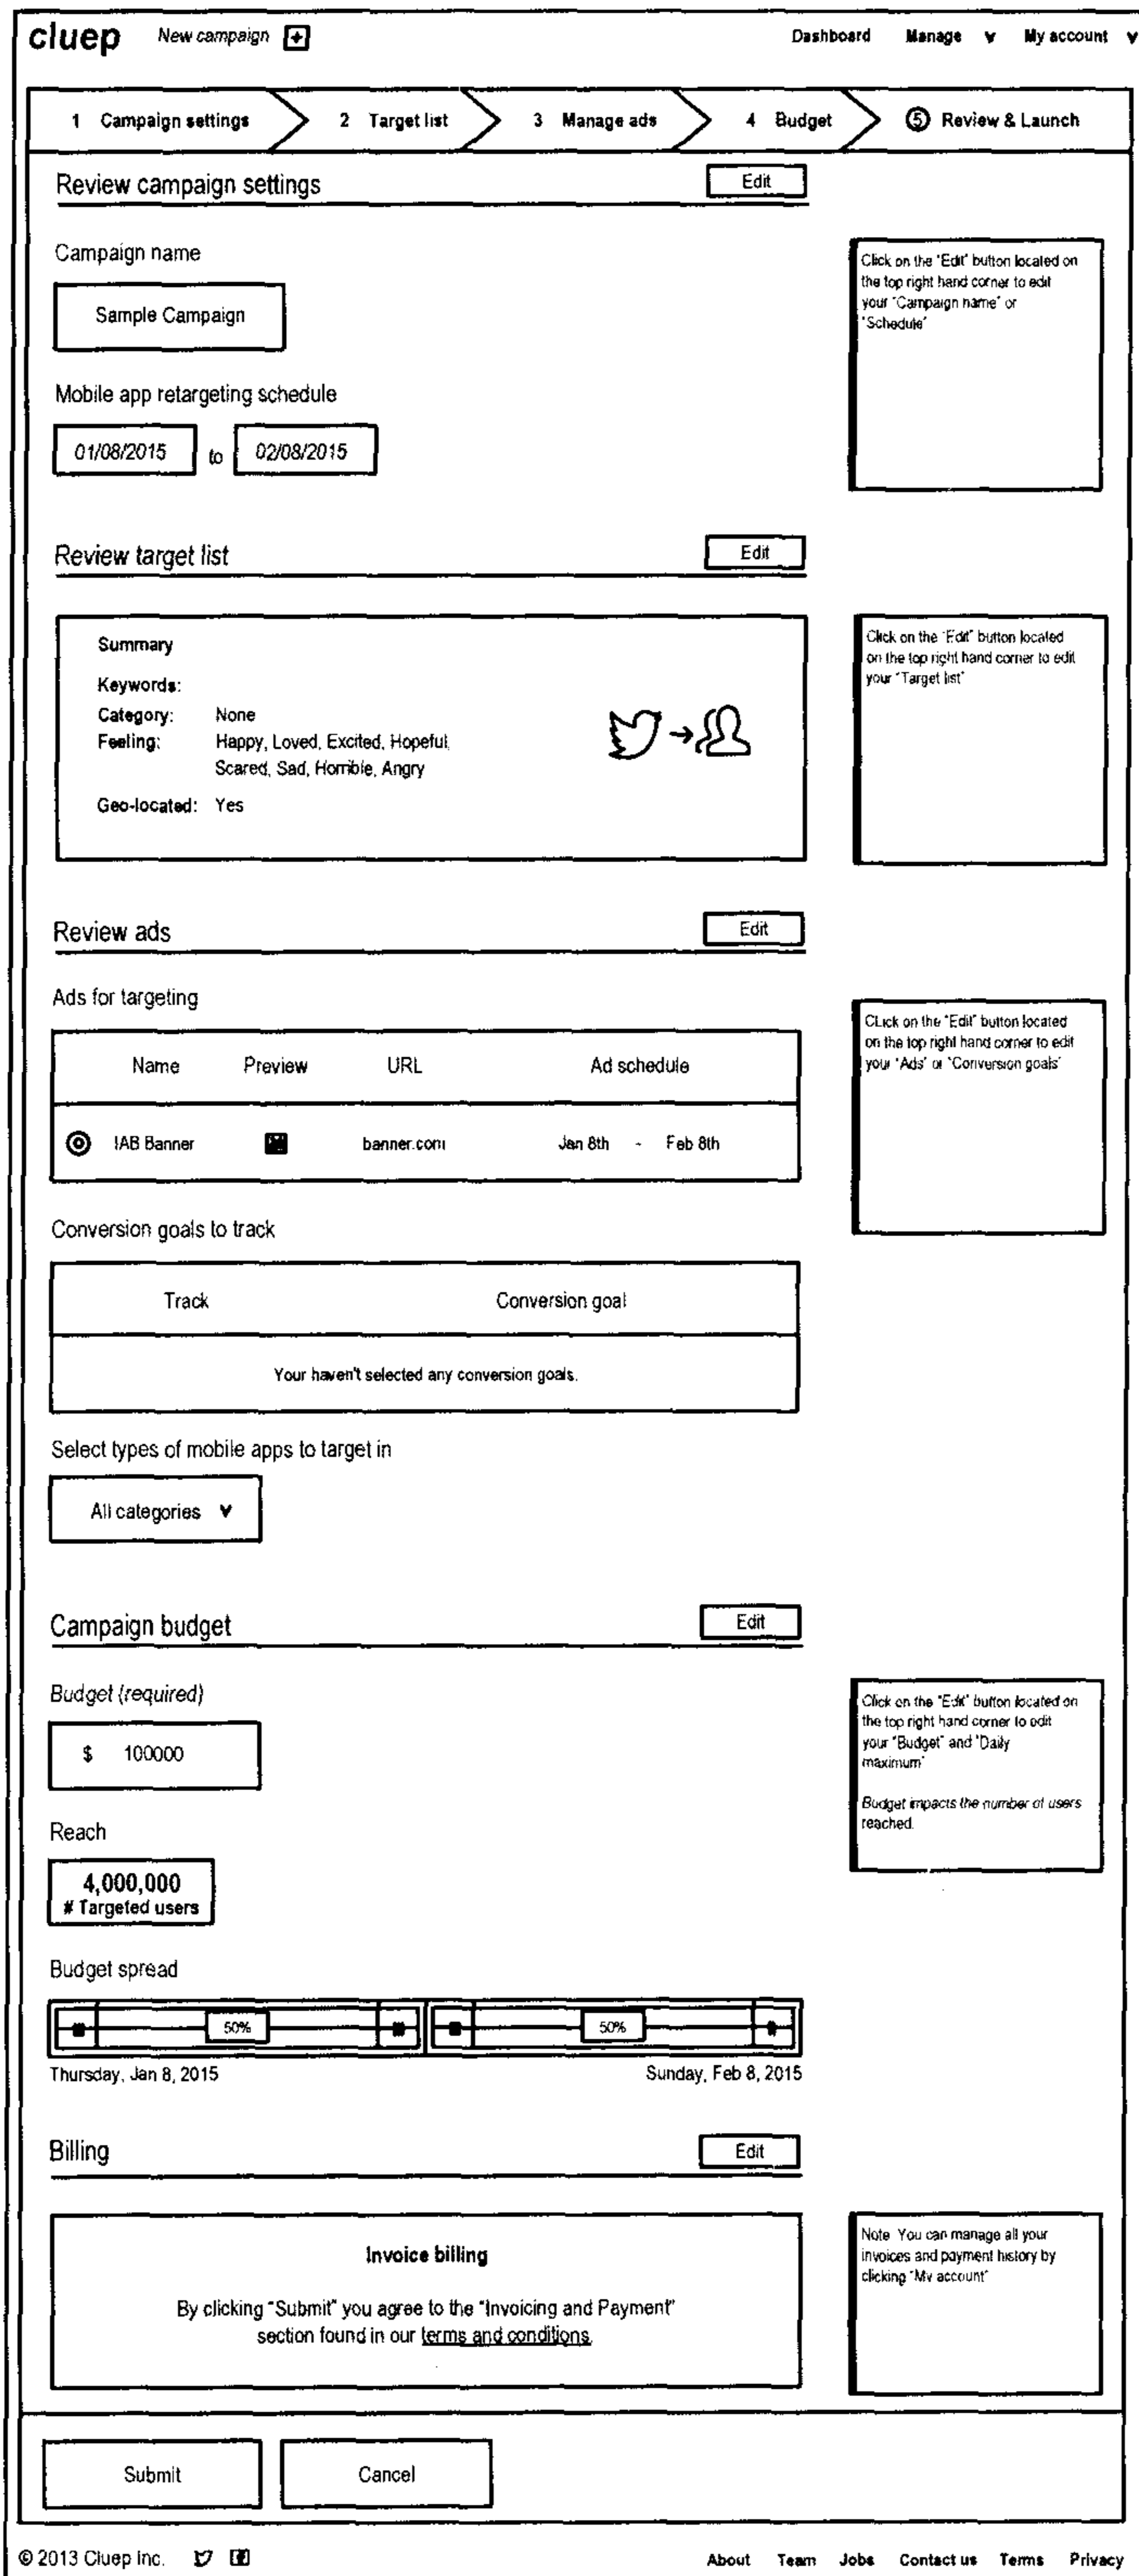 cluep New campaign Dashboard Manage My account
1 Campaign settings 2 Target list 3 Manage ads 4 Budget 5 Review & Launch
Review campaign settings Edit
Campaign name
Sample Campaign
Click on the "Edit" button located on
the top right hand corner to edit
your "Campaign name" or
"Schedule"
Mobile app retargeting schedule
01/08/2015 to 02/08/2015
Review target list Edit
Summary
Keywords:
Category: None
Feeling: Happy, Loved, Excited, Hopeful,
Scared, Sad, Horrible, Angry
Geo-located: Yes
Click on the "Edit" button located
on the top right hand corner to edit
your "Target list"
Review ads Edit
Ads for targeting
Name Preview URL Ad schedule
IAB Banner banner.com Jan 8th - Feb 8th
CLick on the "Edit" button located
on the top right hand corner to edit
your "Ads" or "Conversion goals"
Conversion goals to track
Track Conversion goal
Your haven't selected any conversion goals.
Select types of mobile apps to target in
All categories
Campaign budget Edit
Budget (required)
$ 100000
Click on the "Edit" button located on
the top right hand corner to edit
your "Budget" and "Daily
maximum"
Budget impacts the number of users
reached.
Reach
4,000,000
# Targeted users
Budget spread
50% 50%
Thursday, Jan 8, 2015 Sunday, Feb 8, 2015
Billing Edit
Invoice billing
By clicking "Submit" you agree to the "Invoicing and Payment"
section found in our terms and conditions.
Note You can manage all your
invoices and payment history by
clicking "My account"
Submit Cancel
© 2013 Cluep Inc. About Team Jobs Contact us Terms Privacy